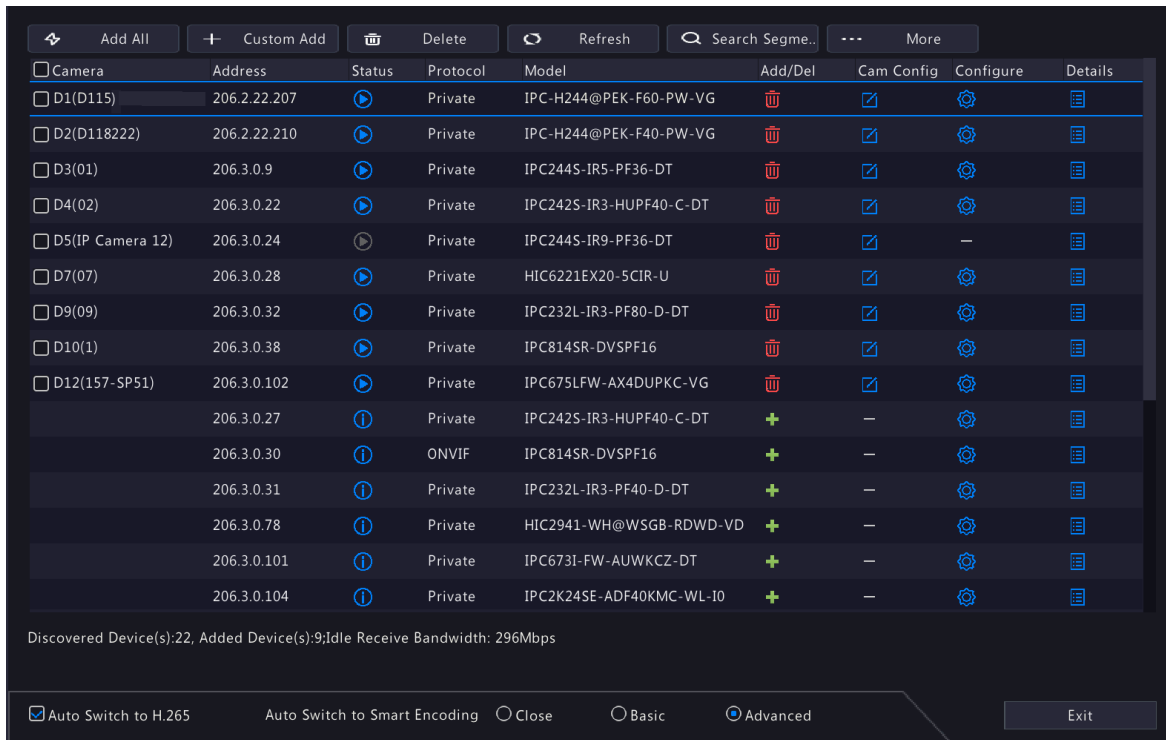 Add All Custom Add Delete Refresh Search Segme.. More
Camera Address Status Protocol Model Add/Del Cam Config Configure Details
D1(D115) 206.2.22.207 Private IPC-H244@PEK-F60-PW-VG
D2(D118222) 206.2.22.210 Private IPC-H244@PEK-F40-PW-VG
D3(01) 206.3.0.9 Private IPC244S-IR5-PF36-DT
D4(02) 206.3.0.22 Private IPC242S-IR3-HUPF40-C-DT
D5(IP Camera 12) 206.3.0.24 Private IPC244S-IR9-PF36-DT —
D7(07) 206.3.0.28 Private HIC6221EX20-5CIR-U
D9(09) 206.3.0.32 Private IPC232L-IR3-PF80-D-DT
D10(1) 206.3.0.38 Private IPC814SR-DVSPF16
D12(157-SP51) 206.3.0.102 Private IPC675LFW-AX4DUPKC-VG
206.3.0.27 Private IPC242S-IR3-HUPF40-C-DT —
206.3.0.30 ONVIF IPC814SR-DVSPF16 —
206.3.0.31 Private IPC232L-IR3-PF40-D-DT —
206.3.0.78 Private HIC2941-WH@WSGB-RDWD-VD —
206.3.0.101 Private IPC673I-FW-AUWKCZ-DT —
206.3.0.104 Private IPC2K24SE-ADF40KMC-WL-I0 —
Discovered Device(s):22, Added Device(s):9;Idle Receive Bandwidth: 296Mbps
Auto Switch to H.265 Auto Switch to Smart Encoding Close Basic Advanced Exit